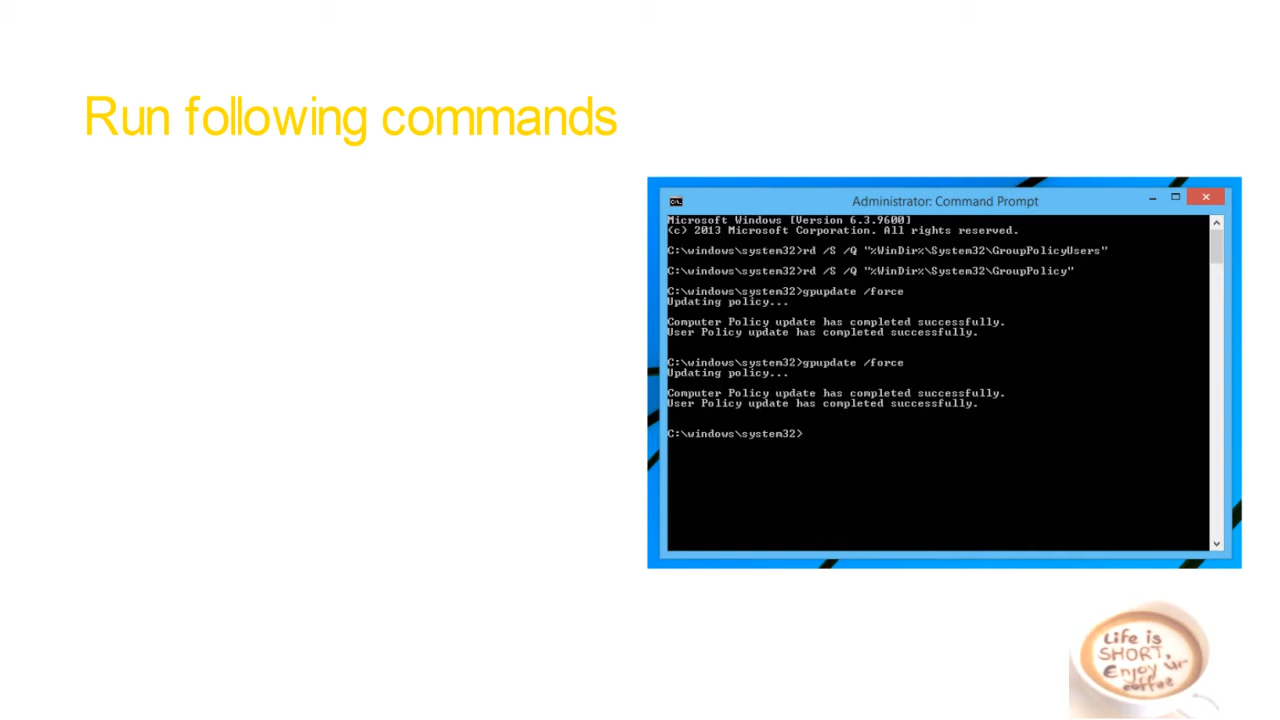 Run following commands
Administrator: Command Prompt
Microsoft Windows [Version 6.3.9600]
(c) 2013 Microsoft Corporation. All rights reserved.
C:\windows\system32>rd /S /Q "%WinDir%\System32\GroupPolicyUsers"
C:\windows\system32>rd /S /Q "%WinDir%\System32\GroupPolicy"
C:\windows\system32>gpupdate /force
Updating policy...
Computer Policy update has completed successfully.
User Policy update has completed successfully.
C:\windows\system32>gpupdate /force
Updating policy...
Computer Policy update has completed successfully.
User Policy update has completed successfully.
C:\windows\system32>
Life is
SHORT,
Enjoy ur
coffee